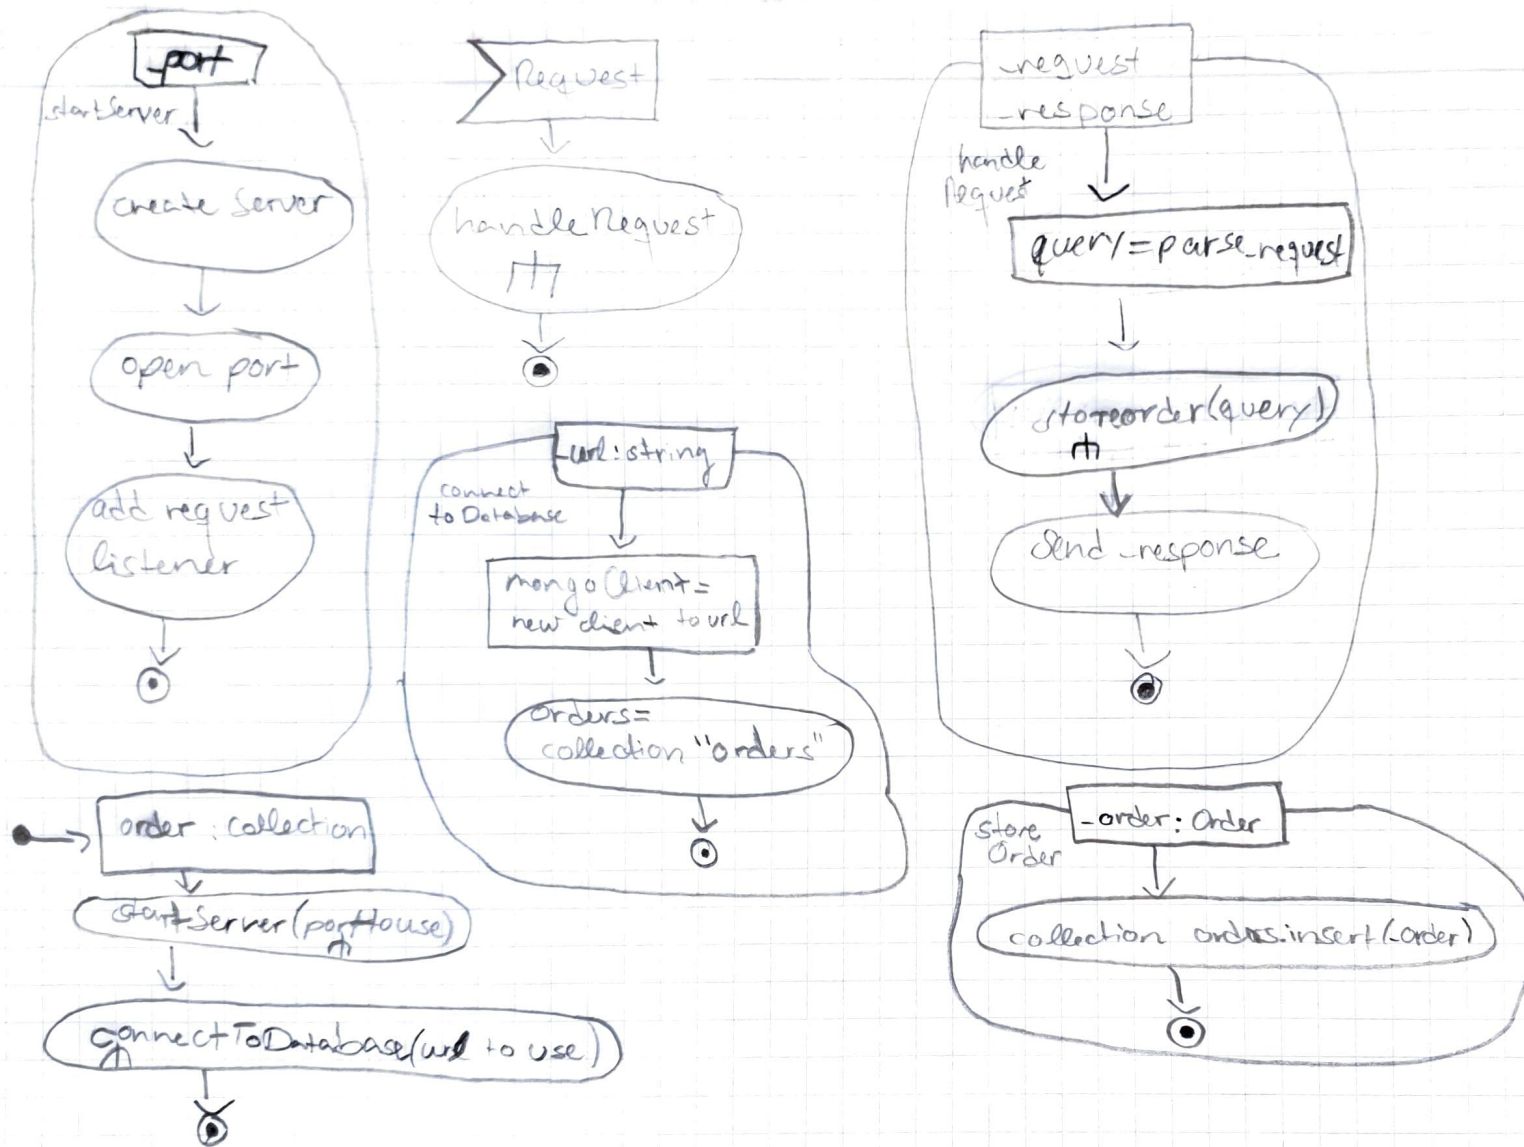 _port
startServer
create Server
open port
add request
listener
Request
handleRequest
_url:string
connect
to Database
mongoClient=
new client to url
orders=
collection "orders"
_request
_response
handle
Request
query=parse_request
storeorder(query)
send_response
order : collection
startServer(porttouse)
connectToDatabase(url to use)
_order: Order
store
Order
collection orders.insert(_order)